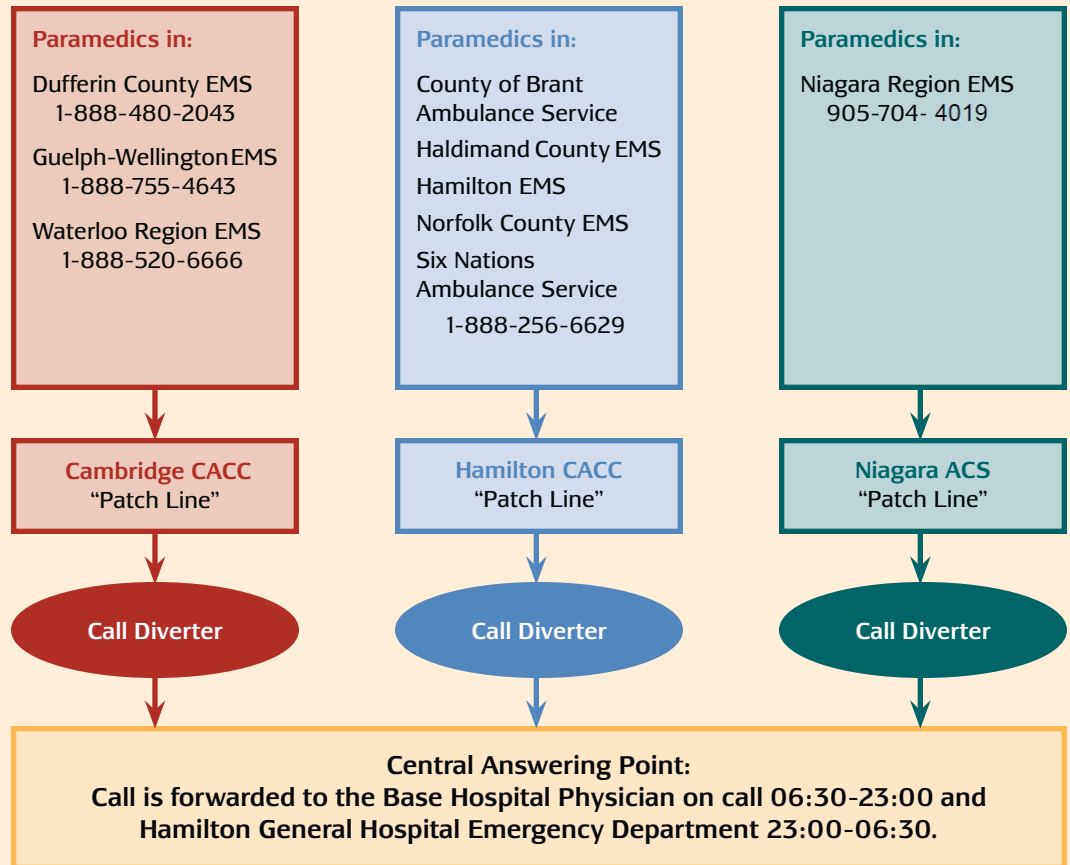 Paramedics in:
Dufferin County EMS
1-888-480-2043
Guelph-Wellington EMS
1-888-755-4643
Waterloo Region EMS
1-888-520-6666
Paramedics in:
County of Brant
Ambulance Service
Haldimand County EMS
Hamilton EMS
Norfolk County EMS
Six Nations
Ambulance Service
1-888-256-6629
Paramedics in:
Niagara Region EMS
905-704- 4019
Cambridge CACC
“Patch Line”
Hamilton CACC
“Patch Line”
Niagara ACS
“Patch Line”
Call Diverter
Call Diverter
Call Diverter
Central Answering Point:
Call is forwarded to the Base Hospital Physician on call 06:30-23:00 and
Hamilton General Hospital Emergency Department 23:00-06:30.